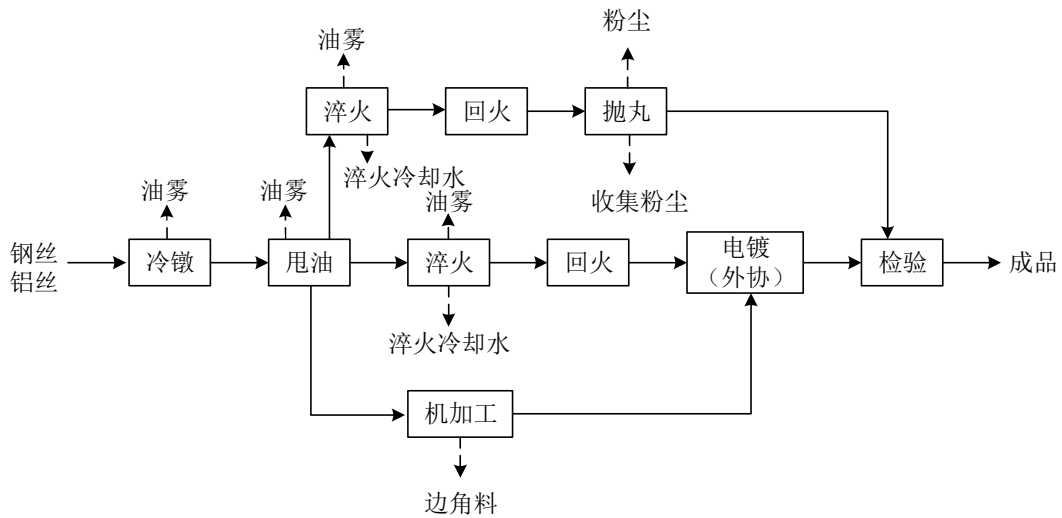 粉尘
油雾
淬火
回火
抛丸
淬火冷却水
收集粉尘
油雾
油雾
油雾
钢丝
铝丝
冷镦
甩油
淬火
回火
电镀
（外协）
检验
成品
淬火冷却水
机加工
边角料